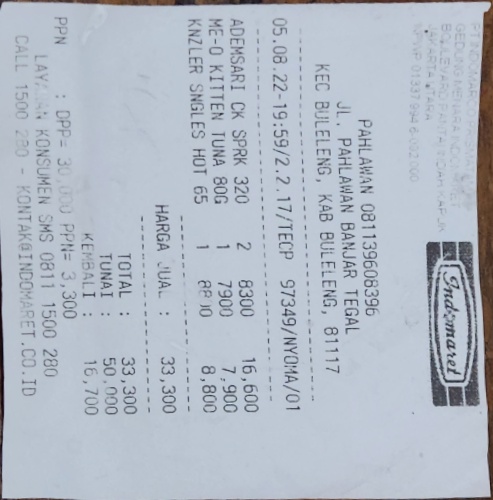 PT.INDOMARCO PRISMATAMA
GEDUNG MENARA INDOMARET
BOULEVARD PANTAI INDAH KAPUK
JAKARTA UTARA
NPWP 01.337.994.6-092.000
Indomaret
PAHLAWAN 081139608396
JL. PAHLAWAN BANJAR TEGAL
KEC BULELENG, KAB BULELENG, 81117
05.08.22-19:59/2.2.17/TECP 97349/NYOMA/01
ADEMSARI CK SPRK 320 2 8300 16,600
ME-O KITTEN TUNA 80G 1 7900 7,900
KNZLER SNGLES HOT 65 1 8800 8,800
HARGA JUAL : 33,300
TOTAL : 33,300
TUNAI : 50,000
KEMBALI : 16,700
PPN : DPP= 30,000 PPN= 3,300
LAYANAN KONSUMEN SMS 0811 1500 280
CALL 1500 280 - KONTAK@INDOMARET.CO.ID